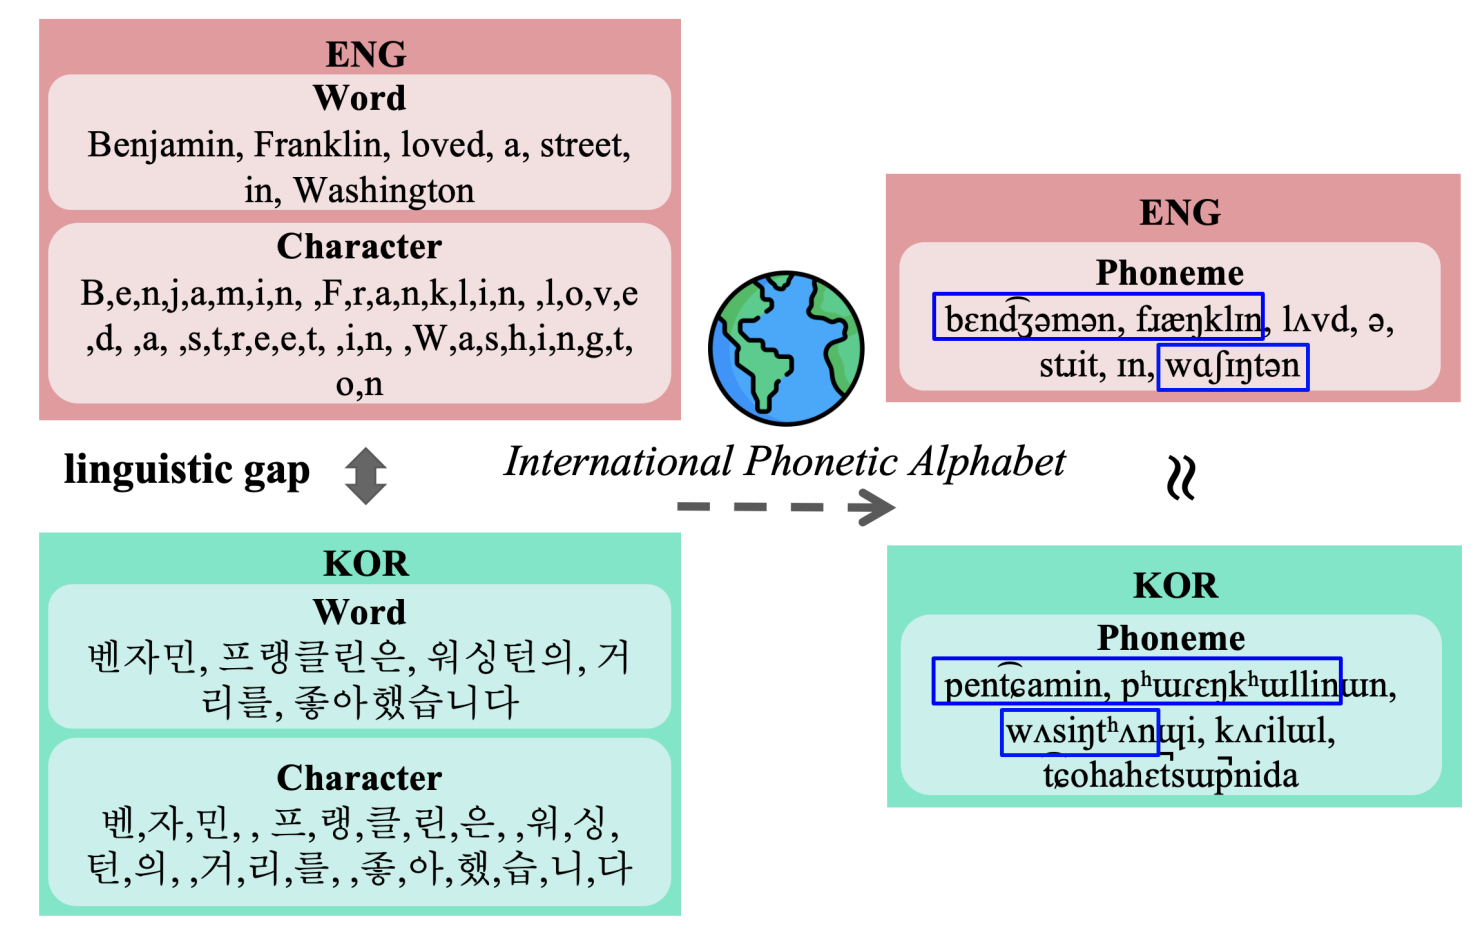 ENG
Word
Benjamin, Franklin, loved, a, street,
in, Washington
Character
B,e,n,j,a,m,i,n, ,F,r,a,n,k,l,i,n, ,l,o,v,e
,d, ,a, ,s,t,r,e,e,t, ,i,n, ,W,a,s,h,i,n,g,t,
o,n
linguistic gap
KOR
Word
벤자민, 프랭클린은, 워싱턴의, 거
리를, 좋아했습니다
Character
벤,자,민, , 프,랭,클,린,은, ,워,싱,
턴,의, ,거,리,를, ,좋,아,했,습,니,다
International Phonetic Alphabet
ENG
Phoneme
bɛnd͡ʒəmən, fɹæŋklɪn, lʌvd, ə,
stɹit, ɪn, wɑʃɪŋtən
≈
KOR
Phoneme
pent͡ɕamin, pʰɯɾɛŋkʰɯllinɯn,
wʌsiŋtʰʌnɰi, kʌɾilɯl,
t͡ɕohahɛt̚sɯp̚nida